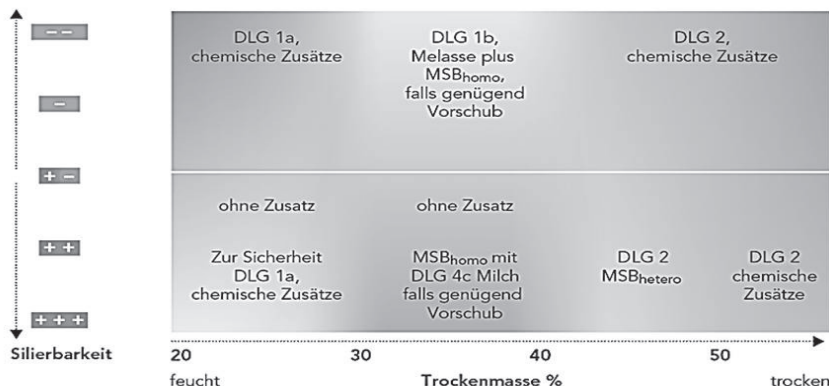 − −
−
+ −
+ +
+ + +
Silierbarkeit
DLG 1a,
chemische Zusätze
DLG 1b,
Melasse plus
MSBhomo,
falls genügend
Vorschub
DLG 2,
chemische Zusätze
ohne Zusatz
Zur Sicherheit
DLG 1a,
chemische Zusätze
ohne Zusatz
MSBhomo mit
DLG 4c Milch
falls genügend
Vorschub
DLG 2
MSBhetero
DLG 2
chemische
Zusätze
20 30 40 50
feucht Trockenmasse % trocken